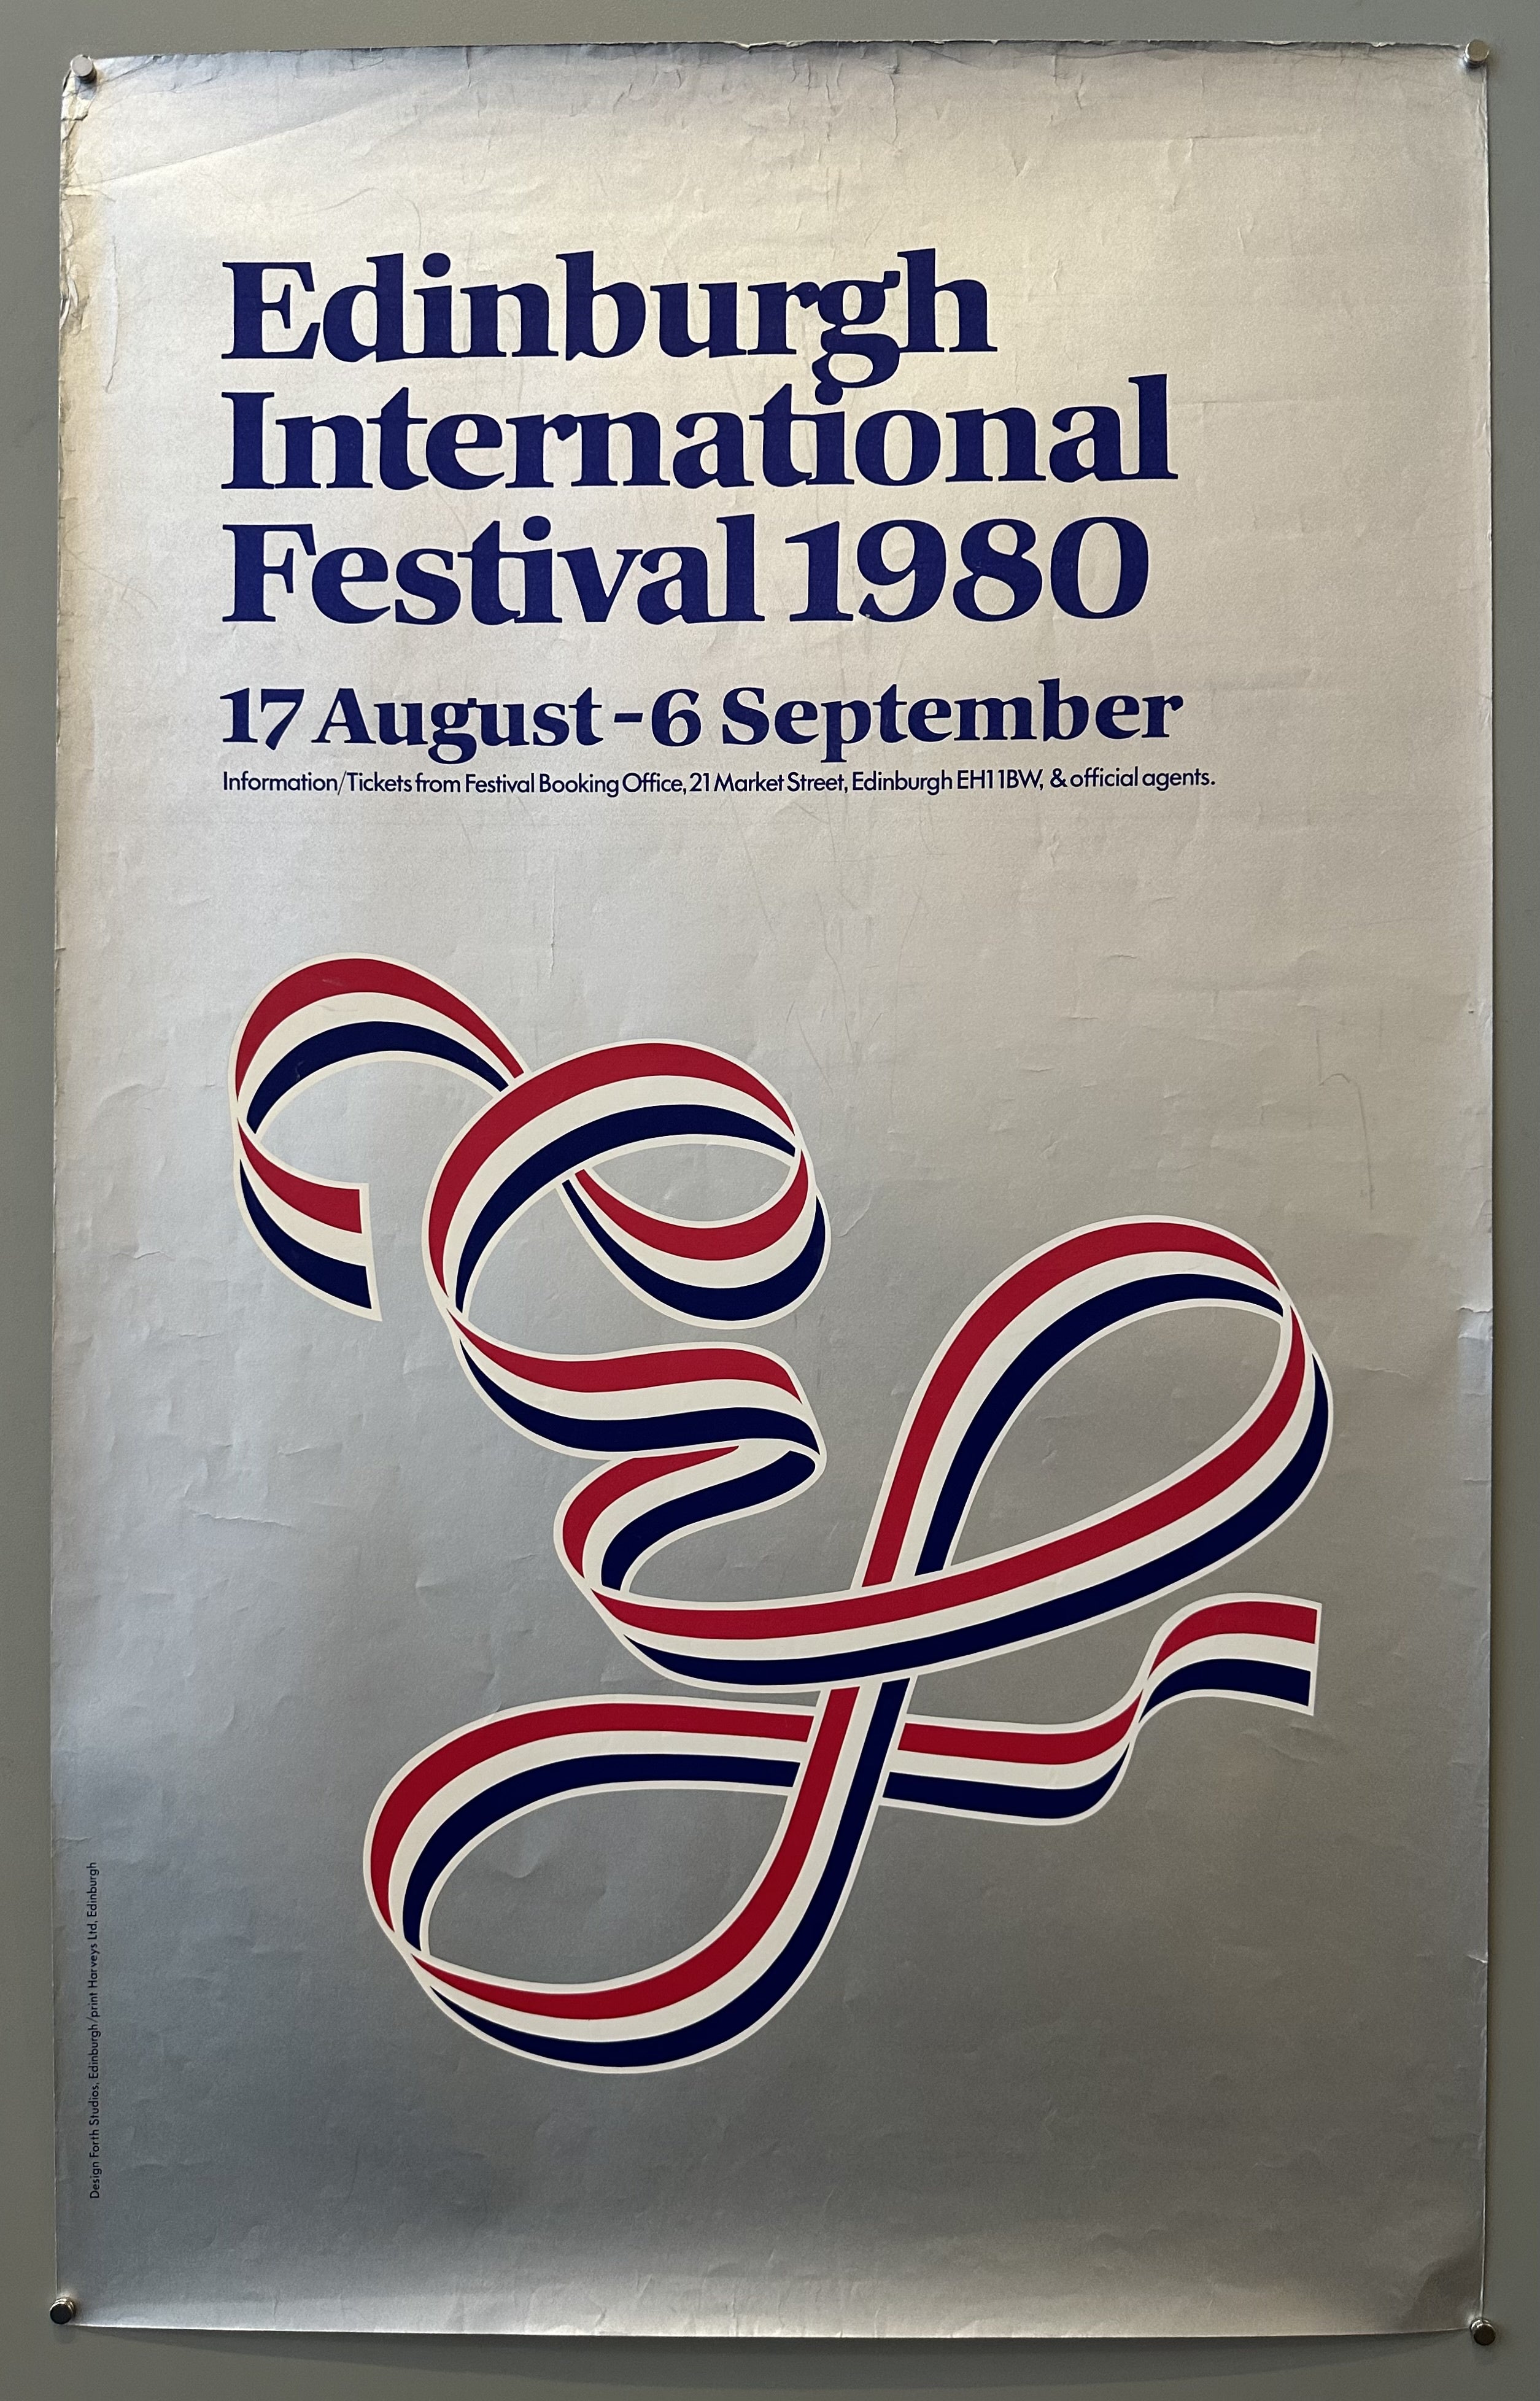 Edinburgh
International
Festival 1980
17 August - 6 September
Information/Tickets from Festival Booking Office, 21 Market Street, Edinburgh EH1 1BW, & official agents.
Design Forth Studios, Edinburgh/print Harveys Ltd, Edinburgh